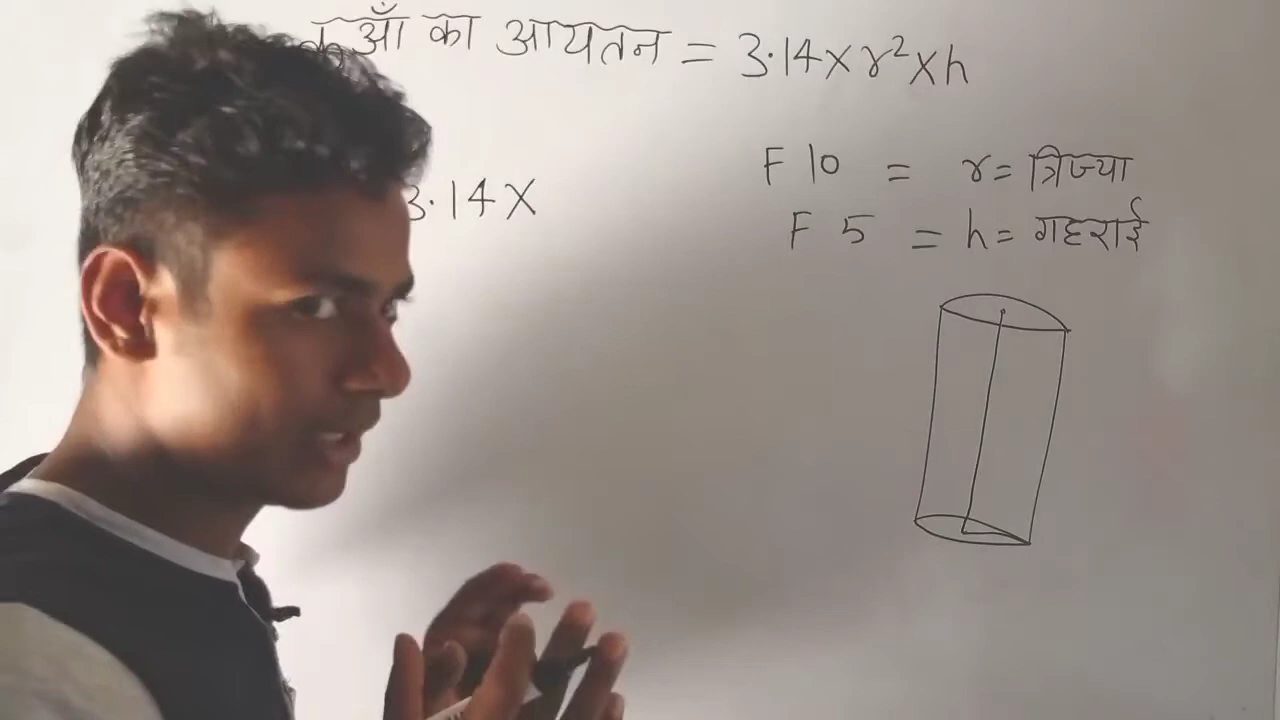 कुआँ का आयतन = 3.14 x r² x h
F 10 = r = त्रिज्या
3.14 x
F 5 = h = गहराई